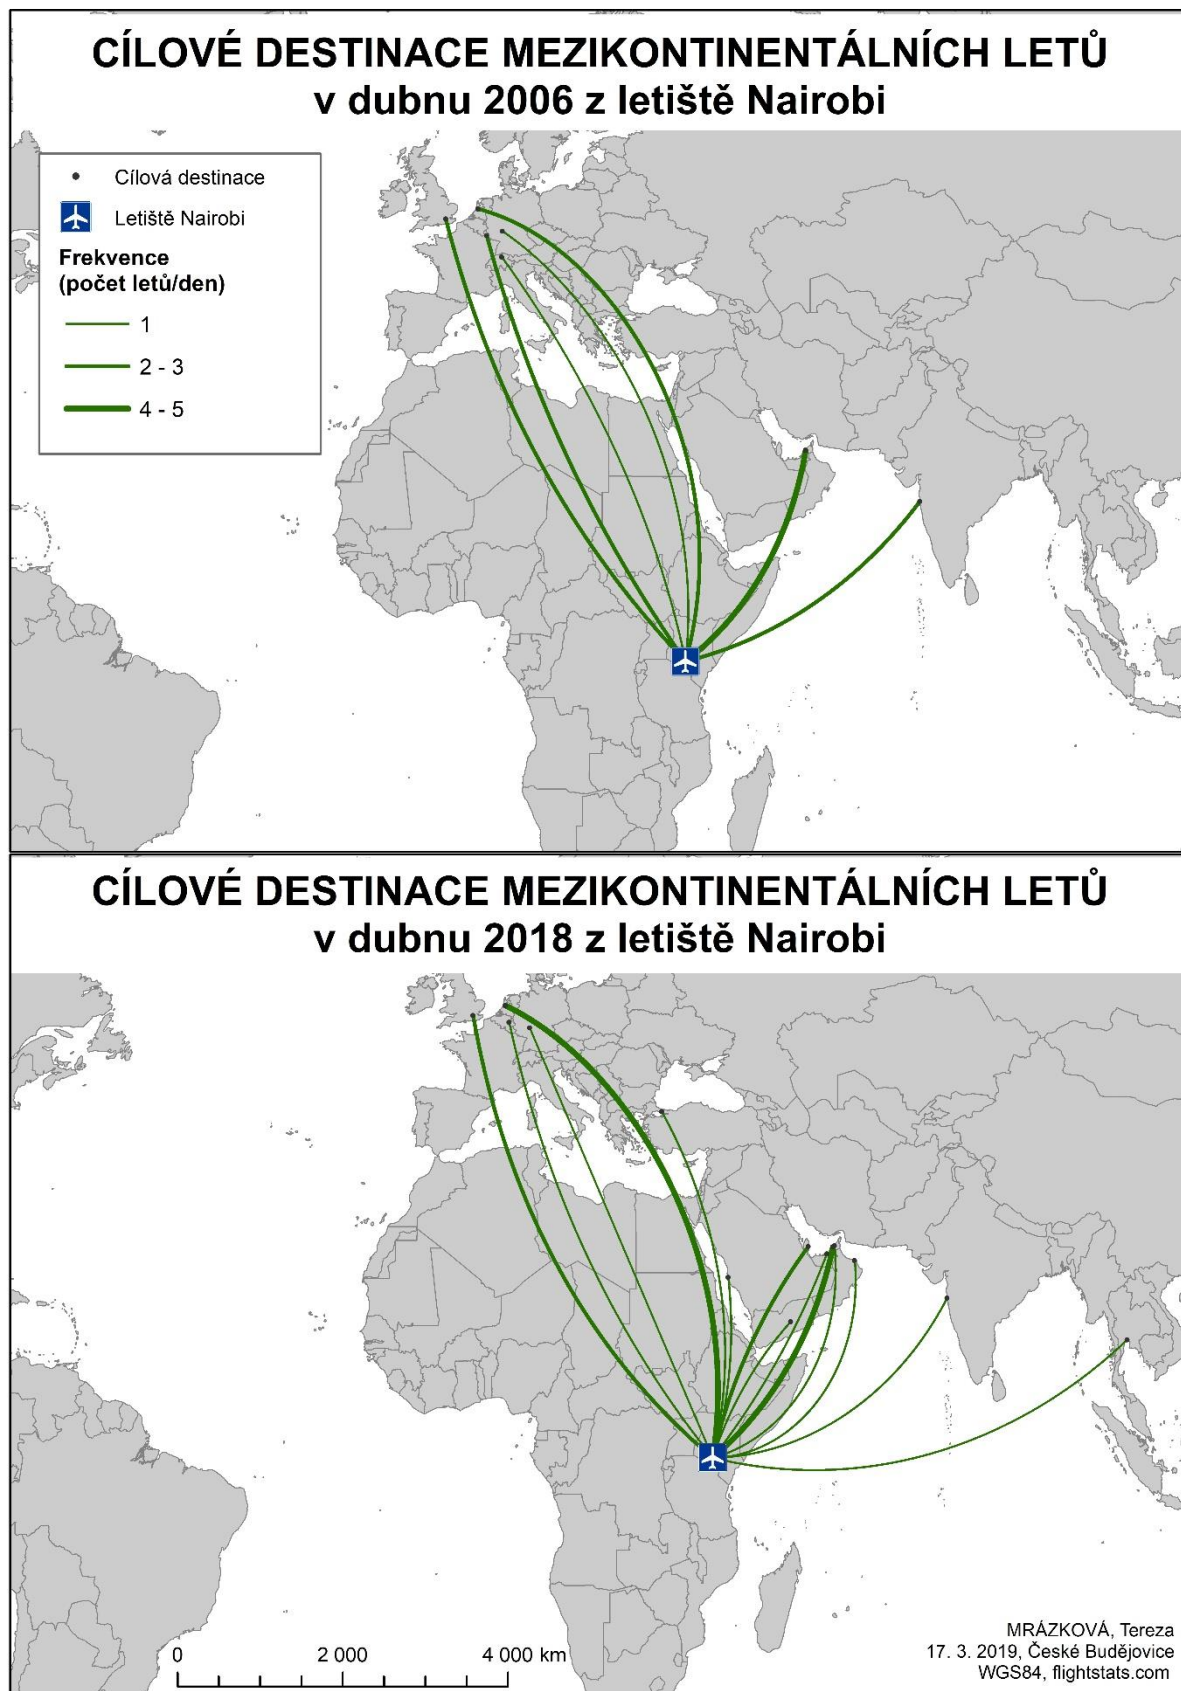 CÍLOVÉ DESTINACE MEZIKONTINENTÁLNÍCH LETŮ
v dubnu 2006 z letiště Nairobi
Cílová destinace
Letiště Nairobi
Frekvence
(počet letů/den)
1
2 - 3
4 - 5
CÍLOVÉ DESTINACE MEZIKONTINENTÁLNÍCH LETŮ
v dubnu 2018 z letiště Nairobi
0 2 000 4 000 km
MRÁZKOVÁ, Tereza
17. 3. 2019, České Budějovice
WGS84, flightstats.com